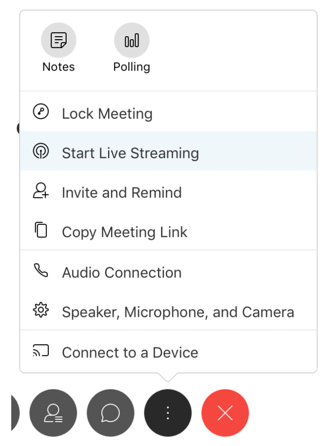 Notes
Polling
Lock Meeting
Start Live Streaming
Invite and Remind
Copy Meeting Link
Audio Connection
Speaker, Microphone, and Camera
Connect to a Device